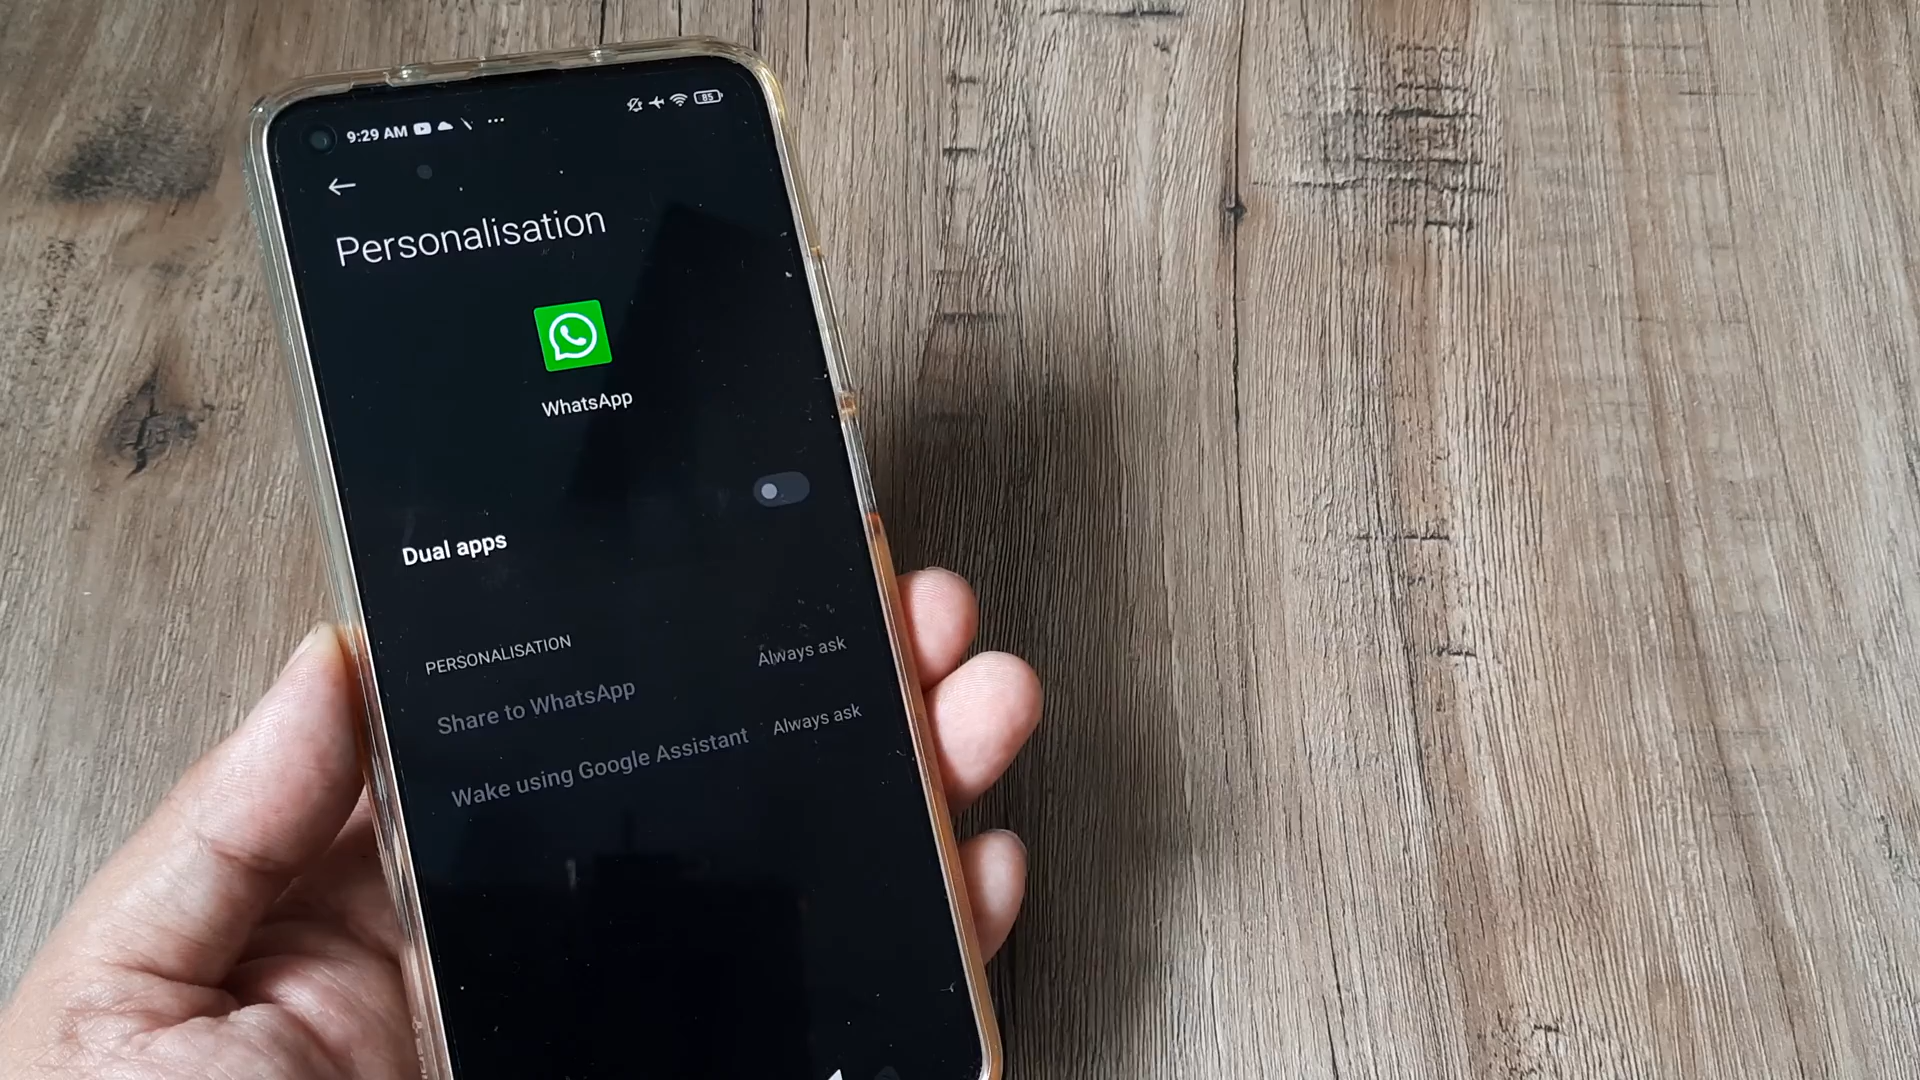 9:29 AM
85
Personalisation
WhatsApp
Dual apps
PERSONALISATION
Share to WhatsApp Always ask
Wake using Google Assistant Always ask